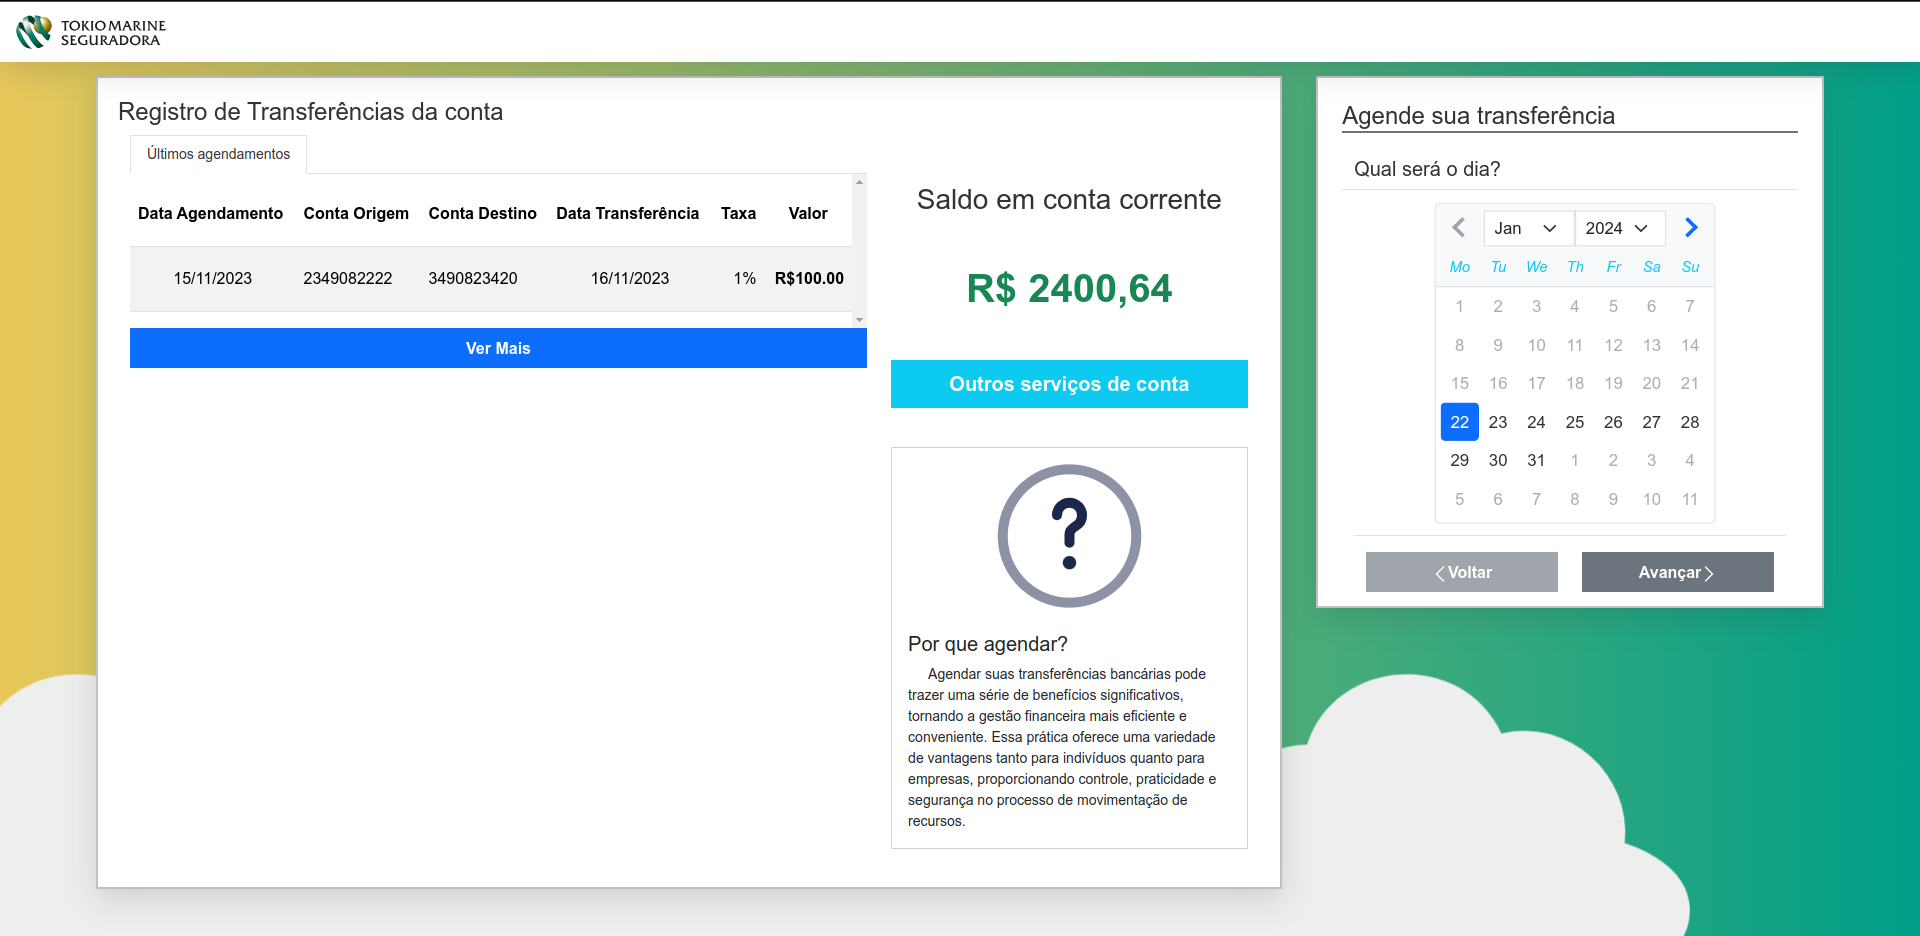 TOKIO MARINE
SEGURADORA
Registro de Transferências da conta
Últimos agendamentos
Data Agendamento Conta Origem Conta Destino Data Transferência Taxa Valor
15/11/2023 2349082222 3490823420 16/11/2023 1% R$100.00
Ver Mais
Saldo em conta corrente
R$ 2400,64
Outros serviços de conta
?
Por que agendar?
Agendar suas transferências bancárias pode
trazer uma série de benefícios significativos,
tornando a gestão financeira mais eficiente e
conveniente. Essa prática oferece uma variedade
de vantagens tanto para indivíduos quanto para
empresas, proporcionando controle, praticidade e
segurança no processo de movimentação de
recursos.
Agende sua transferência
Qual será o dia?
Jan 2024
Mo Tu We Th Fr Sa Su
1 2 3 4 5 6 7
8 9 10 11 12 13 14
15 16 17 18 19 20 21
22 23 24 25 26 27 28
29 30 31 1 2 3 4
5 6 7 8 9 10 11
Voltar Avançar